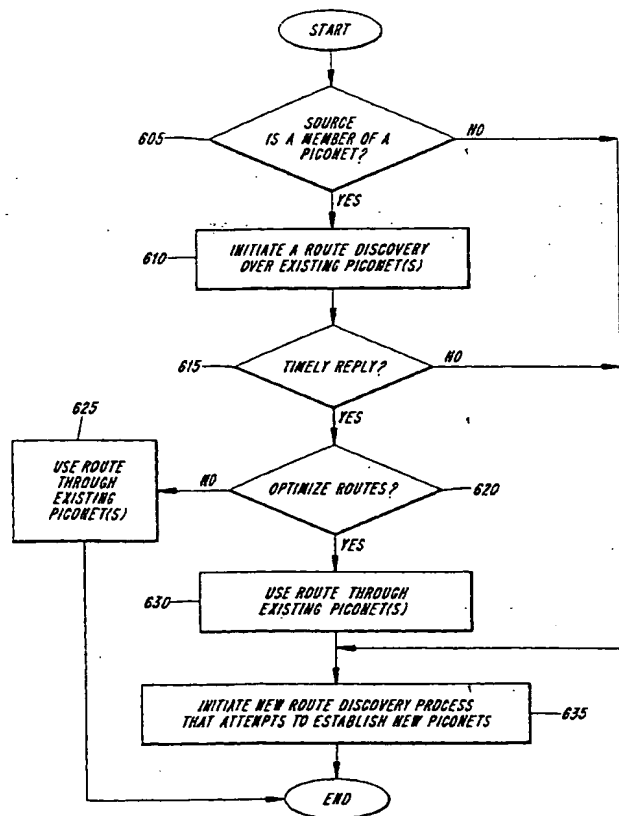 START
SOURCE
IS A MEMBER OF A
PICONET?
605
NO
YES
INITIATE A ROUTE DISCOVERY
OVER EXISTING PICONET(S)
610
TIMELY REPLY?
615
NO
YES
625
USE ROUTE
THROUGH
EXISTING
PICONET(S)
NO
OPTIMIZE ROUTES?
620
YES
USE ROUTE THROUGH
EXISTING PICONET(S)
630
INITIATE NEW ROUTE DISCOVERY PROCESS
THAT ATTEMPTS TO ESTABLISH NEW PICONETS
635
END